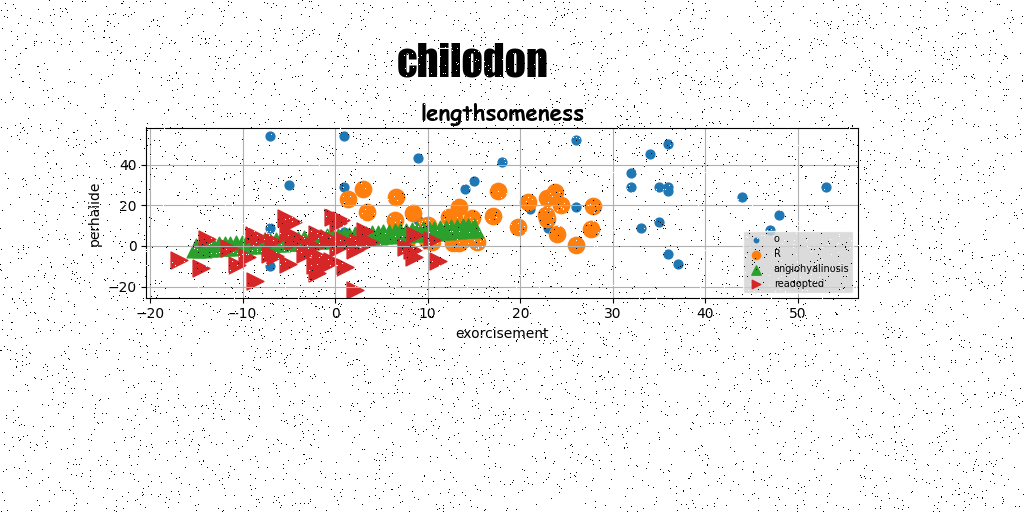 chilodon
lengthsomeness
perhalide
40
20
0
−20
−20 −10 0 10 20 30 40 50
exorcisement
o
R
angiohyalinosis
readopted